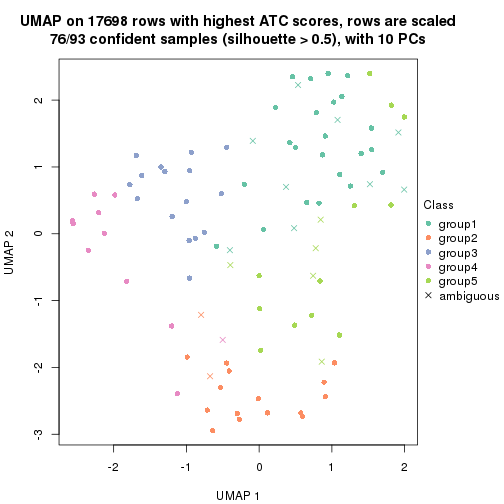 UMAP on 17698 rows with highest ATC scores, rows are scaled
76/93 confident samples (silhouette > 0.5), with 10 PCs
2
1
0
-1
-2
-3
UMAP 2
-2
-1
0
1
2
UMAP 1
Class
group1
group2
group3
group4
group5
ambiguous